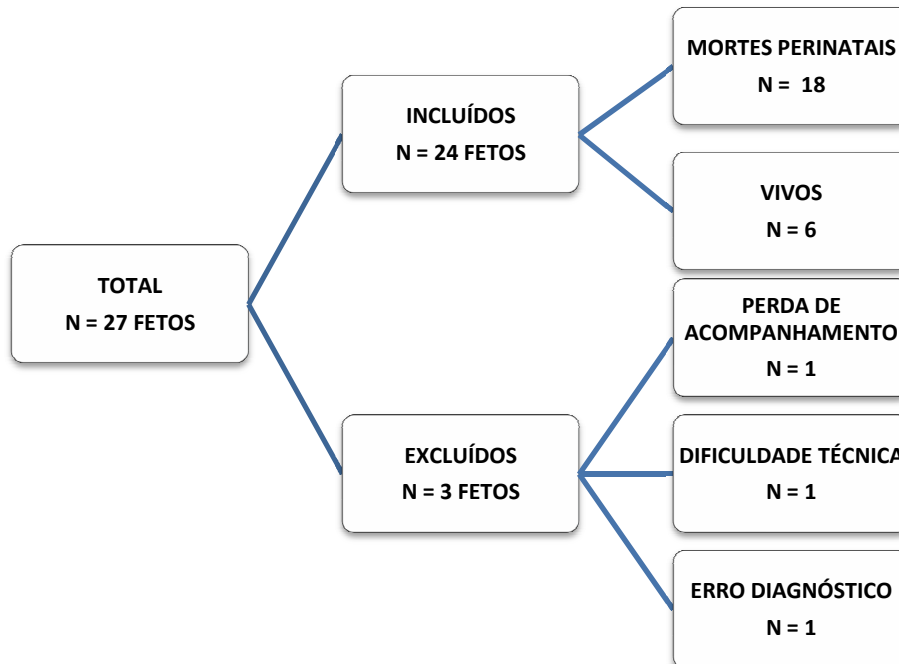 TOTAL
N = 27 FETOS
INCLUÍDOS
N = 24 FETOS
MORTES PERINATAIS
N = 18
VIVOS
N = 6
EXCLUÍDOS
N = 3 FETOS
PERDA DE
ACOMPANHAMENTO
N = 1
DIFICULDADE TÉCNICA
N = 1
ERRO DIAGNÓSTICO
N = 1